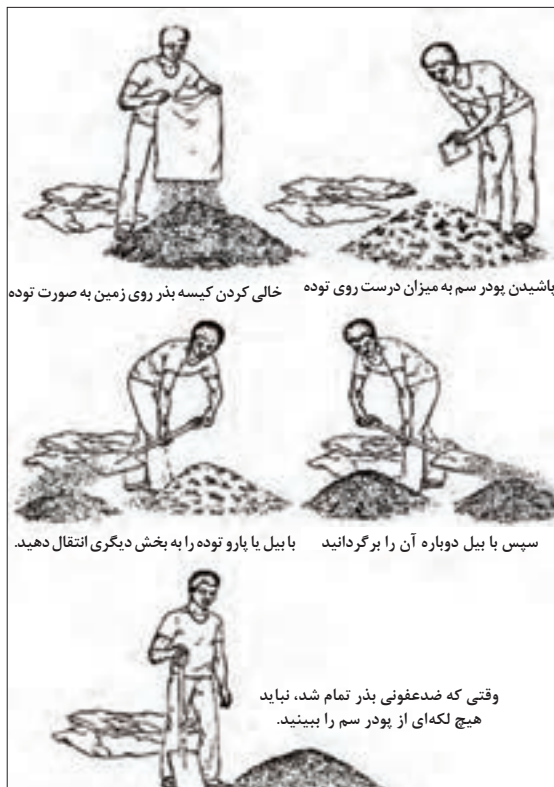 خالی کردن کیسه بذر روی زمین به صورت توده
پاشیدن پودر سم به میزان درست روی توده
با بیل یا پارو توده را به بخش دیگری انتقال دهید.
سپس با بیل دوباره آن را برگردانید
وقتی که ضدعفونی بذر تمام شد، نباید
هیچ لکه‌ای از پودر سم را ببینید.